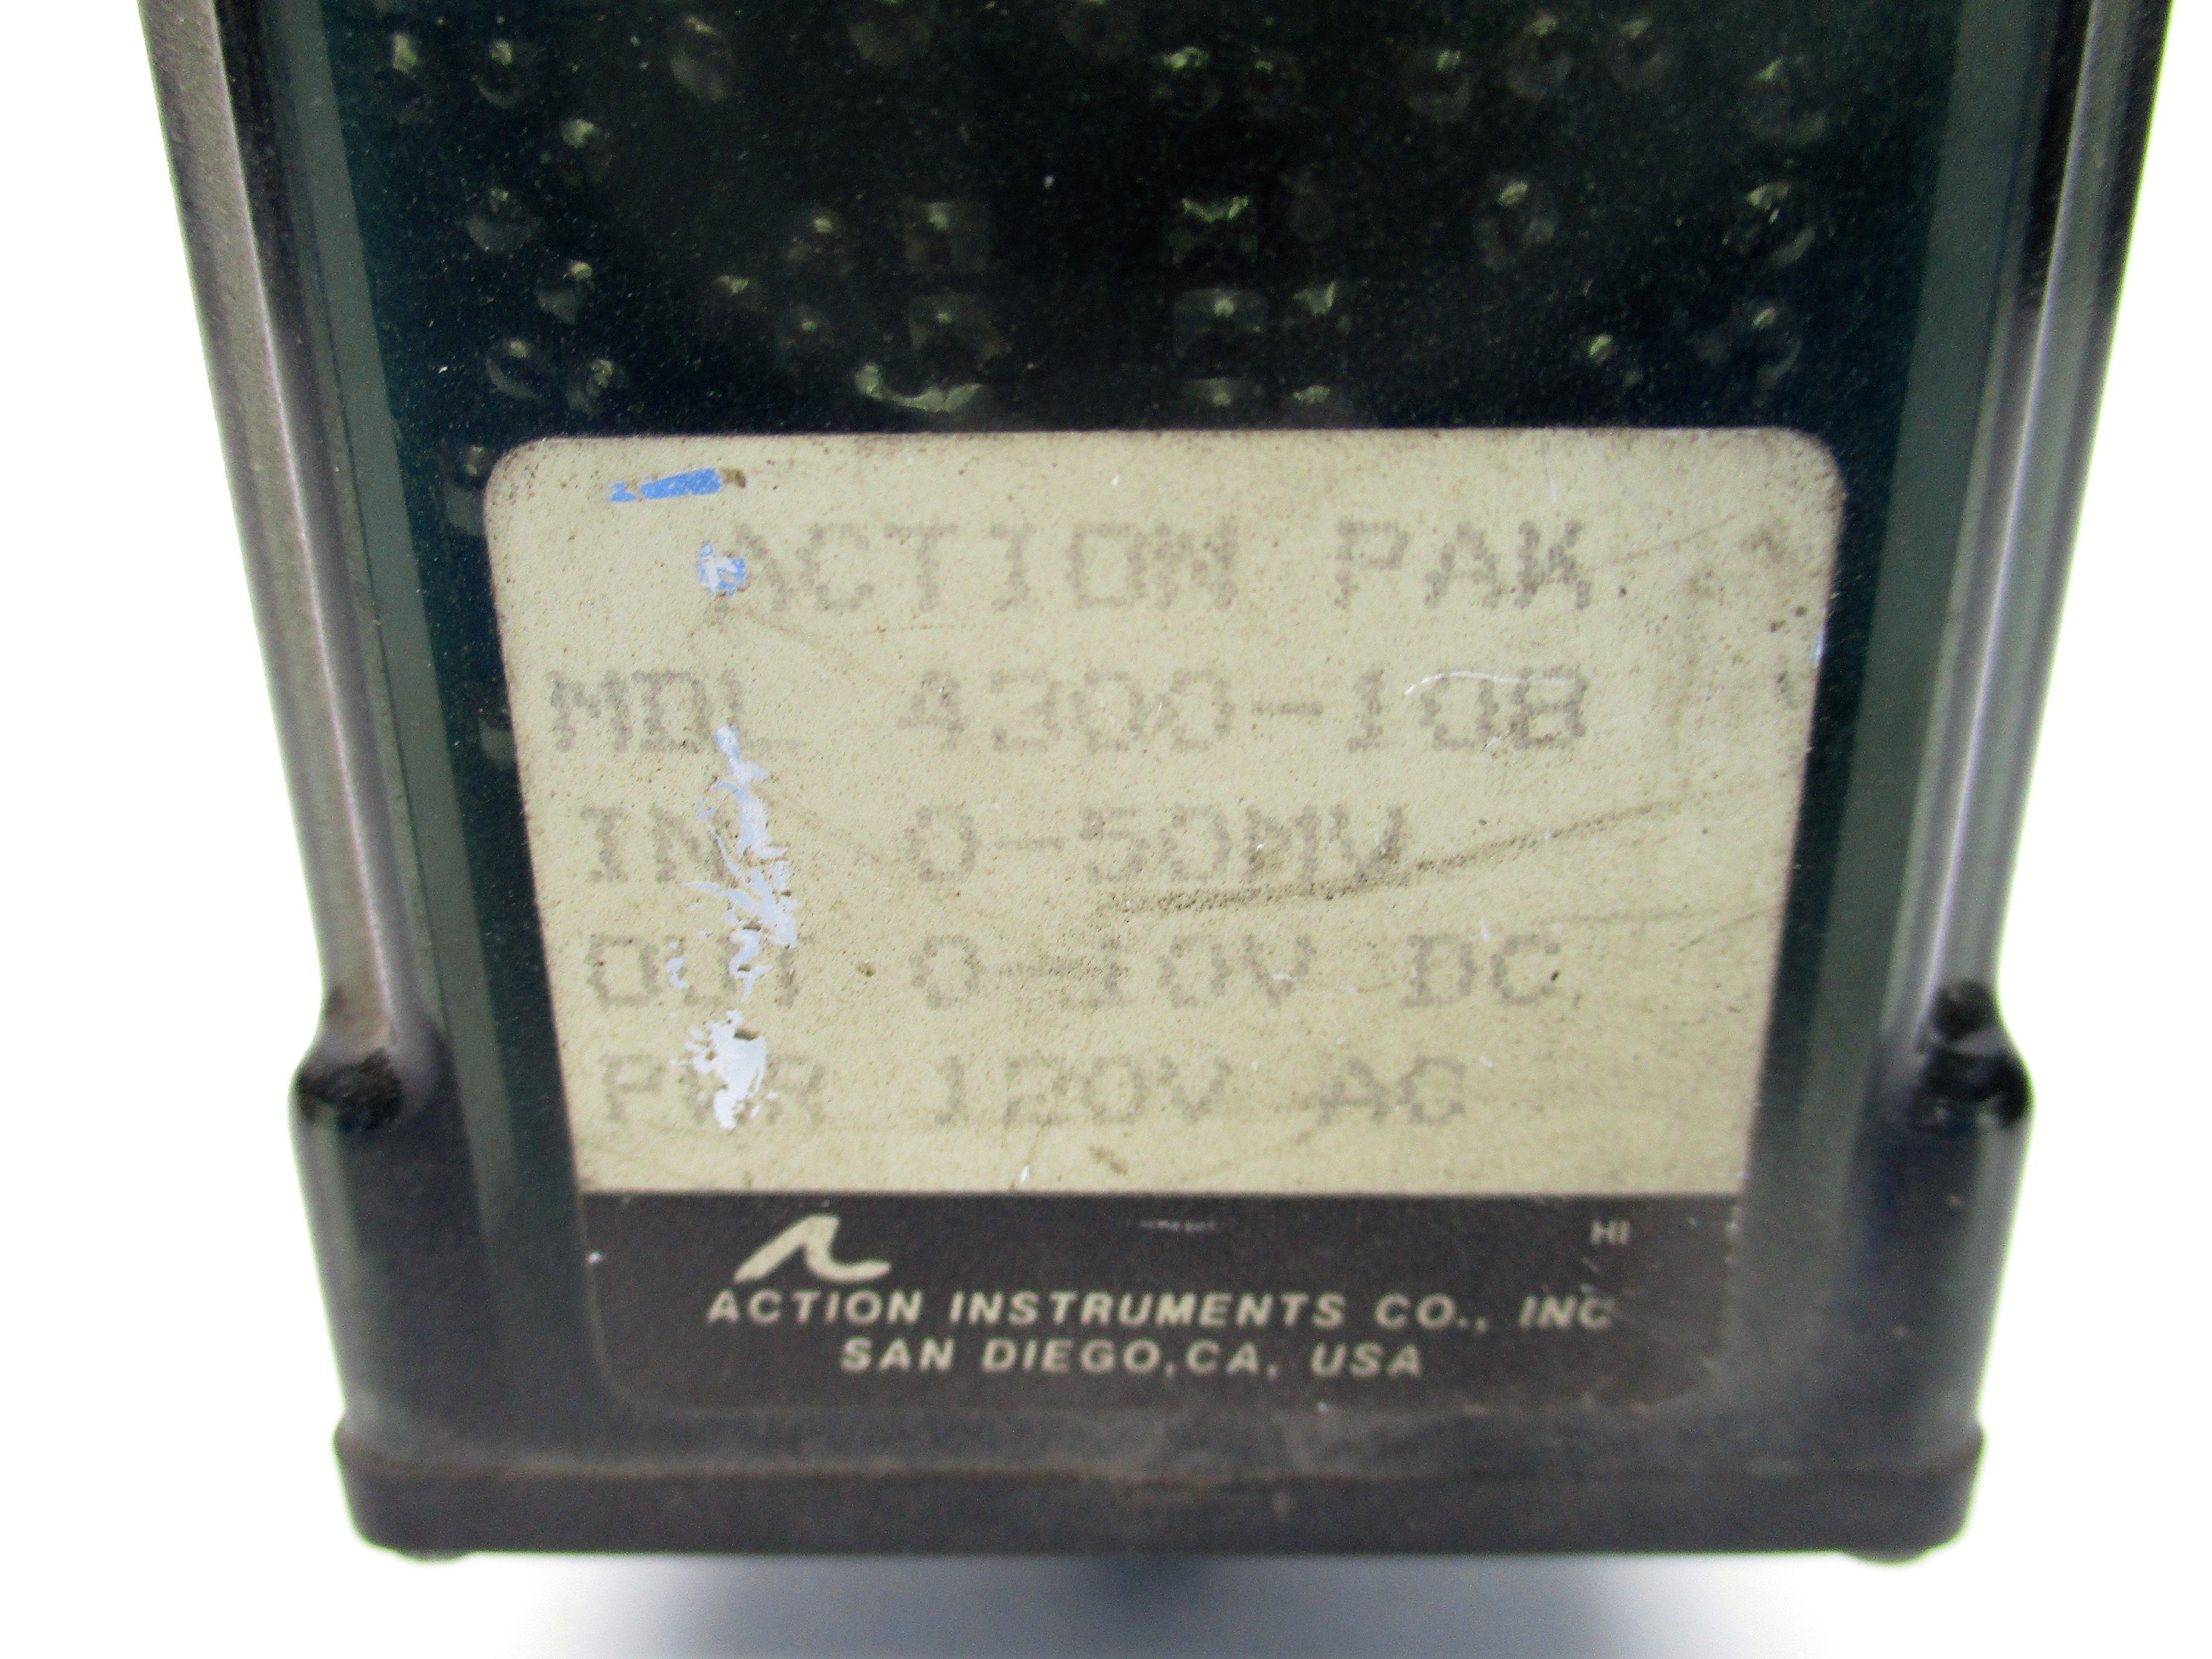 ACTION PAK
MDL 4300-108
IN 0-50MV
OUT 0-10V DC
PWR 120V AC
HI
ACTION INSTRUMENTS CO., INC
SAN DIEGO, CA, USA